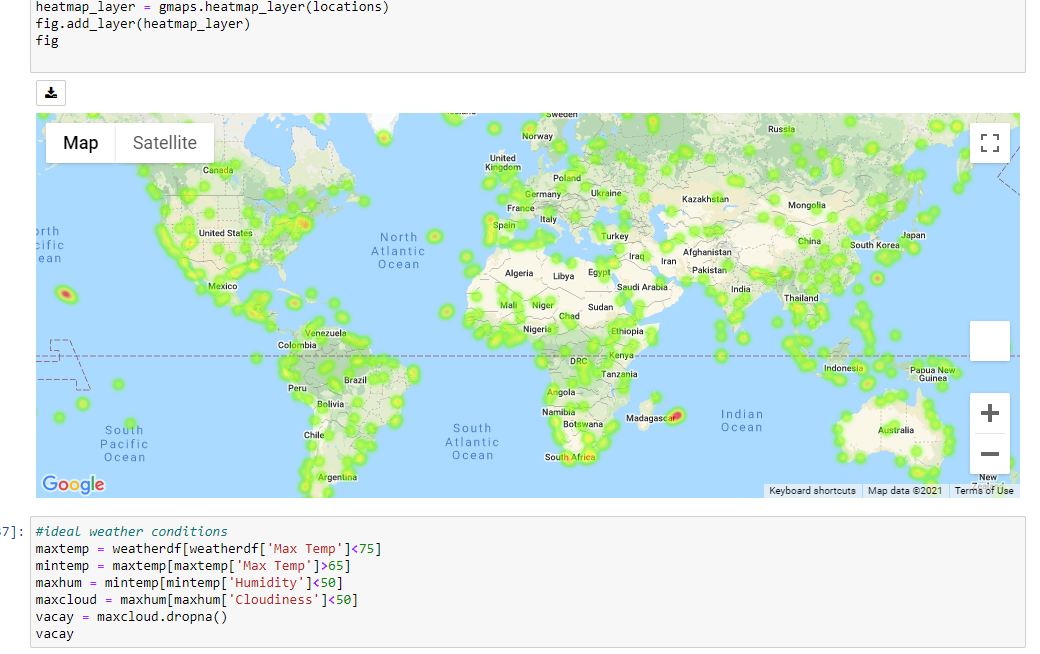 heatmap_layer = gmaps.heatmap_layer(locations)
fig.add_layer(heatmap_layer)
fig
Map
Satellite
Sweden
Norway
Russia
Canada
United
Kingdom
Poland
Germany
Ukraine
Kazakhstan
Mongolia
France
Italy
Spain
Turkey
United States
North
Atlantic
Ocean
orth
cific
ean
China
South Korea
Japan
Afghanistan
Iraq
Iran
Pakistan
Algeria
Libya
Egypt
Saudi Arabia
India
Mexico
Thailand
Mali
Niger
Sudan
Chad
Nigeria
Ethiopia
Venezuela
Colombia
DRC
Kenya
Tanzania
Indonesia
Papua New
Guinea
Peru
Brazil
Angola
Bolivia
Namibia
Botswana
Madagascar
Indian
Ocean
South
Pacific
Ocean
South
Atlantic
Ocean
Chile
South Africa
Australia
Argentina
New
Google
Keyboard shortcuts
Map data ©2021
Terms of Use
37]:
#ideal weather conditions
maxtemp = weatherdf[weatherdf['Max Temp']<75]
mintemp = maxtemp[maxtemp['Max Temp']>65]
maxhum = mintemp[mintemp['Humidity']<50]
maxcloud = maxhum[maxhum['Cloudiness']<50]
vacay = maxcloud.dropna()
vacay